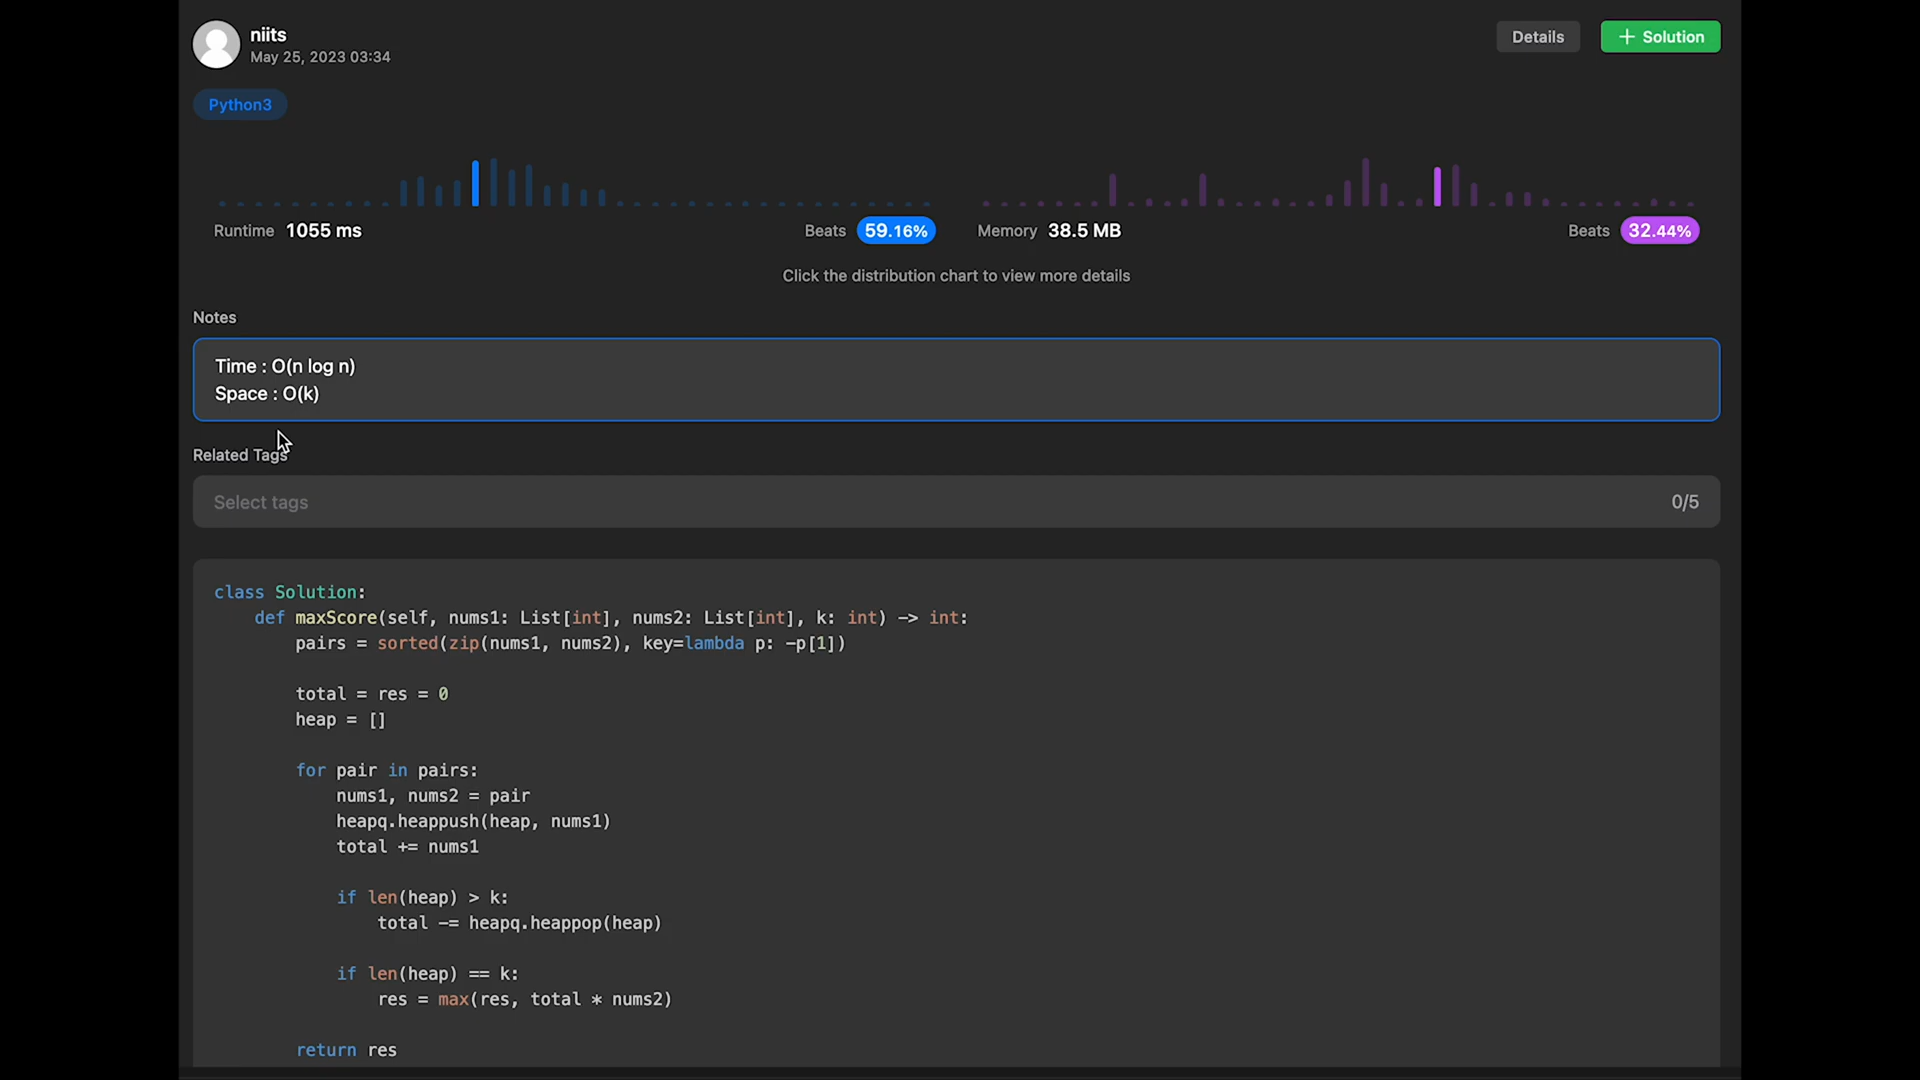 niits
May 25, 2023 03:34
Details
+ Solution
Python3
Runtime 1055 ms
Beats 59.16%
Memory 38.5 MB
Beats 32.44%
Click the distribution chart to view more details
Notes
Time : O(n log n)
Space : O(k)
Related Tags
Select tags
0/5
class Solution:
    def maxScore(self, nums1: List[int], nums2: List[int], k: int) -> int:
        pairs = sorted(zip(nums1, nums2), key=lambda p: -p[1])
        total = res = 0
        heap = []
        for pair in pairs:
            nums1, nums2 = pair
            heapq.heappush(heap, nums1)
            total += nums1
            if len(heap) > k:
                total -= heapq.heappop(heap)
            if len(heap) == k:
                res = max(res, total * nums2)
        return res